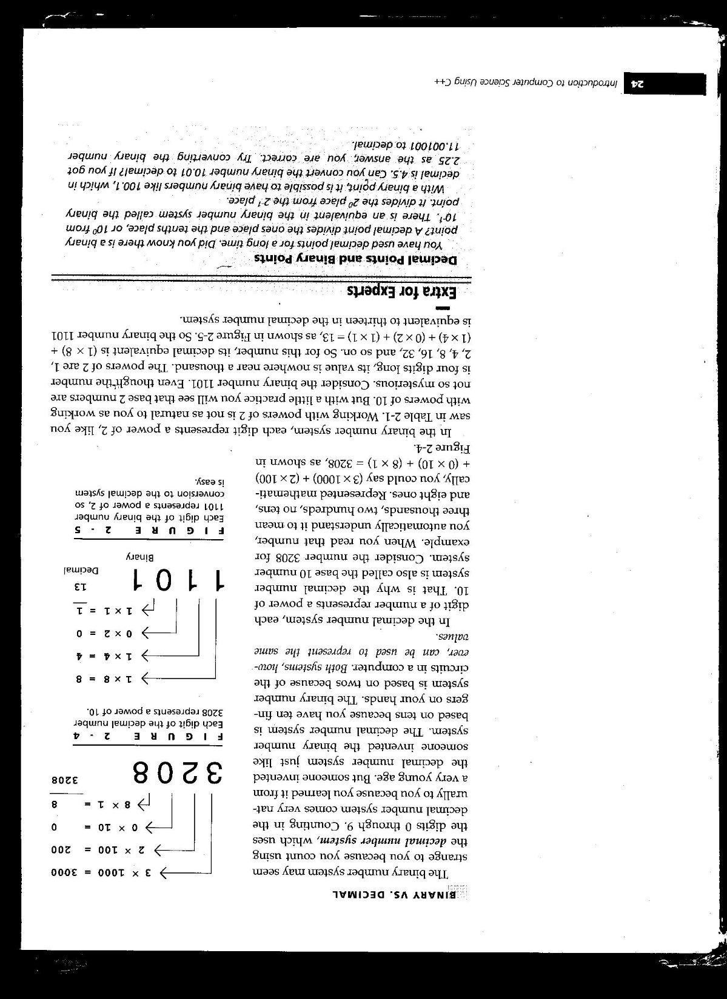 BINARY VS. DECIMAL
The binary number system may seem
strange to you because you count using
the decimal number system, which uses
the digits 0 through 9. Counting in the
decimal number system comes very nat-
urally to you because you learned it from
a very young age. But someone invented
the decimal number system just like
someone invented the binary number
system. The decimal number system is
based on tens because you have ten fin-
gers on your hands. The binary number
system is based on twos because of the
circuits in a computer. Both systems, how-
ever, can be used to represent the same
values.
In the decimal number system, each
digit of a number represents a power of
10. That is why the decimal number
system is also called the base 10 number
system. Consider the number 3208 for
example. When you read that number,
you automatically understand it to mean
three thousands, two hundreds, no tens,
and eight ones. Represented mathemati-
cally, you could say (3 × 1000) + (2 × 100)
+ (0 × 10) + (8 × 1) = 3208, as shown in
Figure 2-4.
3 × 1000 = 3000
2 × 100 = 200
0 × 10 = 0
8 × 1 = 8
3208 3208
FIGURE 2-4
Each digit of the decimal number
3208 represents a power of 10.
1 × 8 = 8
1 × 4 = 4
0 × 2 = 0
1 × 1 = 1
1101 13
Binary Decimal
FIGURE 2-5
Each digit of the binary number
1101 represents a power of 2, so
conversion to the decimal system
is easy.
In the binary number system, each digit represents a power of 2, like you
saw in Table 2-1. Working with powers of 2 is not as natural to you as working
with powers of 10. But with a little practice you will see that base 2 numbers are
not so mysterious. Consider the binary number 1101. Even though the number
is four digits long, its value is nowhere near a thousand. The powers of 2 are 1,
2, 4, 8, 16, 32, and so on. So for this number, its decimal equivalent is (1 × 8) +
(1 × 4) + (0 × 2) + (1 × 1) = 13, as shown in Figure 2-5. So the binary number 1101
is equivalent to thirteen in the decimal number system.
Extra for Experts
Decimal Points and Binary Points
You have used decimal points for a long time. Did you know there is a binary
point? A decimal point divides the ones place and the tenths place, or 10⁰ from
10⁻¹. There is an equivalent in the binary number system called the binary
point. It divides the 2⁰ place from the 2⁻¹ place.
With a binary point, it is possible to have binary numbers like 100.1, which in
decimal is 4.5. Can you convert the binary number 10.01 to decimal? If you got
2.25 as the answer, you are correct. Try converting the binary number
11.001001 to decimal.
24 Introduction to Computer Science Using C++